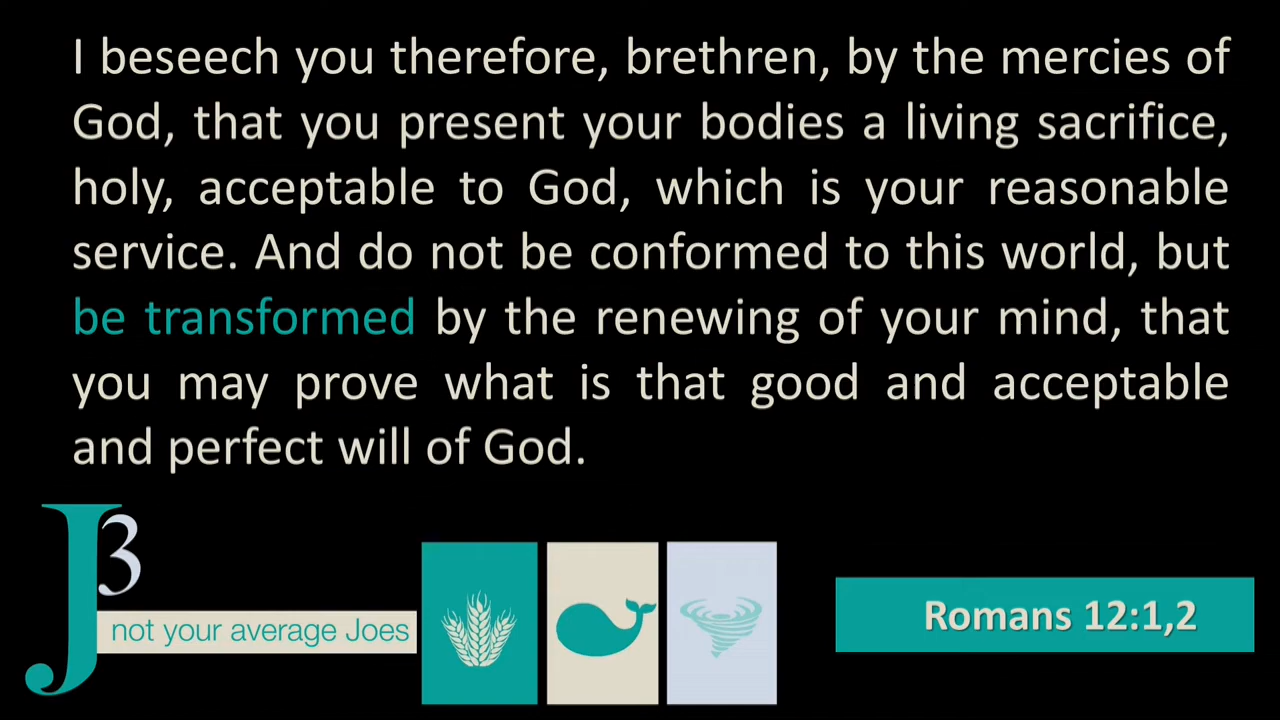 I beseech you therefore, brethren, by the mercies of
God, that you present your bodies a living sacrifice,
holy, acceptable to God, which is your reasonable
service. And do not be conformed to this world, but
be transformed by the renewing of your mind, that
you may prove what is that good and acceptable
and perfect will of God.
J3
not your average Joes
Romans 12:1,2